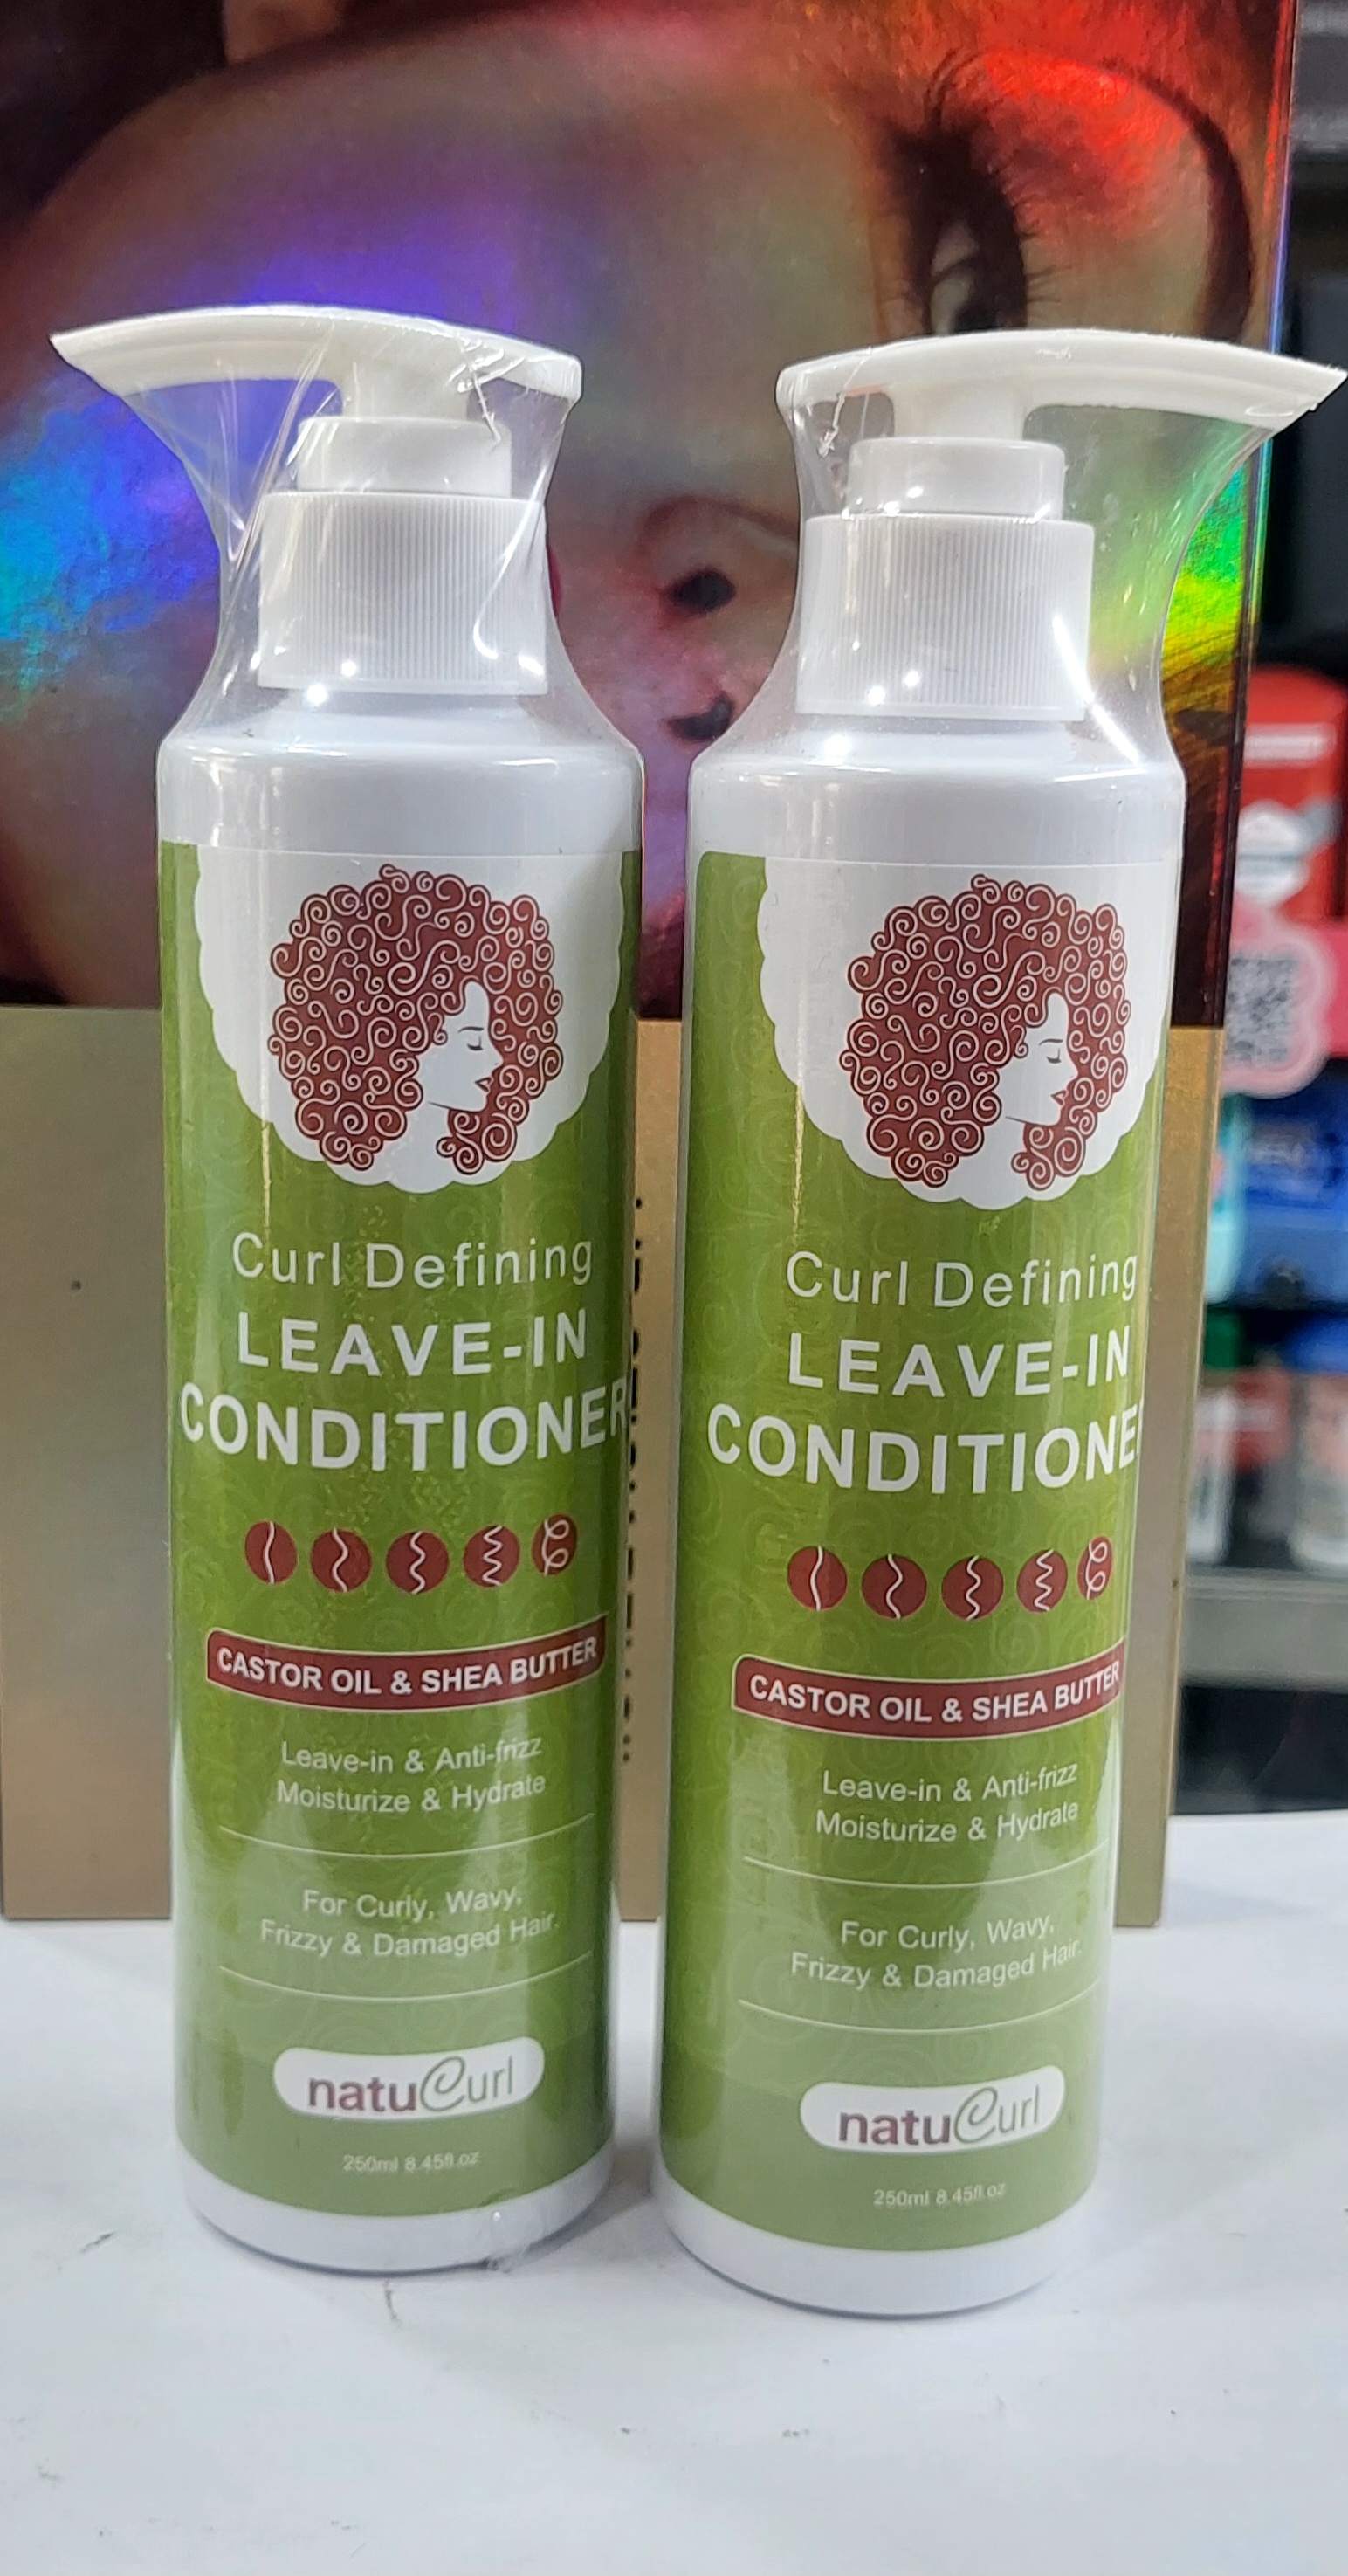 Curl Defining
LEAVE-IN
CONDITIONER
CASTOR OIL & SHEA BUTTER
Leave-in & Anti-frizz
Moisturize & Hydrate
For Curly, Wavy,
Frizzy & Damaged Hair.
natucurl
250ml 8.45fl.oz
Curl Defining
LEAVE-IN
CONDITIONE
CASTOR OIL & SHEA BUTTER
Leave-in & Anti-frizz
Moisturize & Hydrate
For Curly, Wavy,
Frizzy & Damaged Hair.
natucurl
250ml 8.45fl.oz